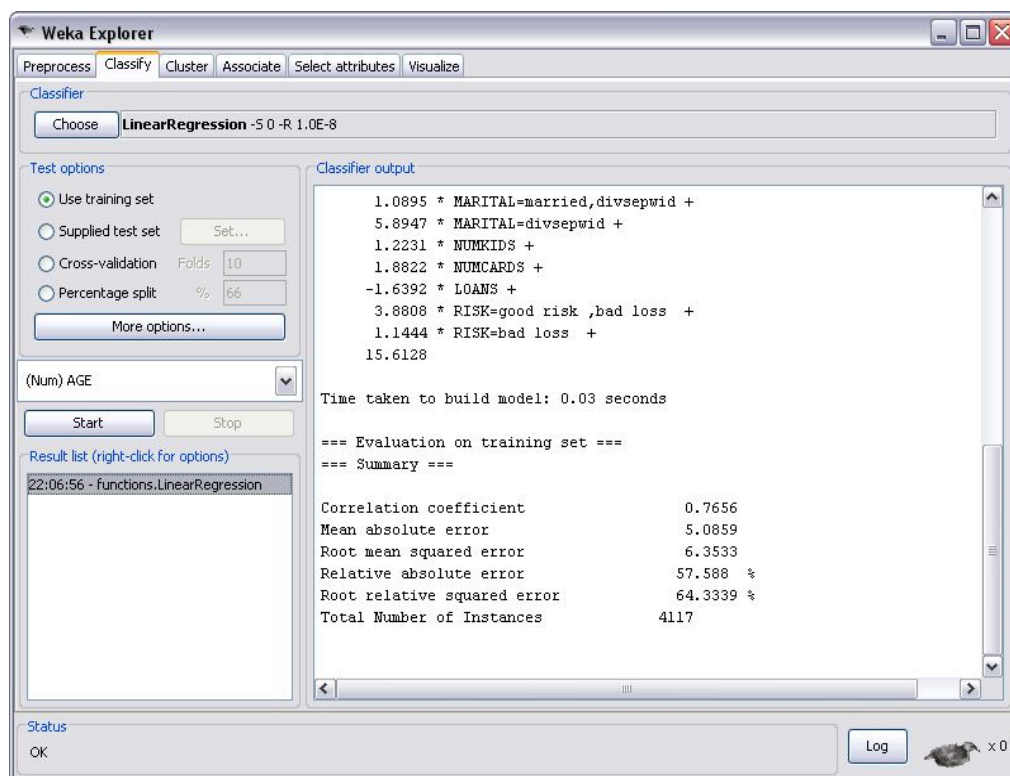 Weka Explorer
Preprocess Classify Cluster Associate Select attributes Visualize
Classifier
Choose LinearRegression -S 0 -R 1.0E-8
Test options
Use training set
Supplied test set Set...
Cross-validation Folds 10
Percentage split % 66
More options...
(Num) AGE
Start Stop
Result list (right-click for options)
22:06:56 - functions.LinearRegression
Classifier output
1.0895 * MARITAL=married,divsepwid +
5.8947 * MARITAL=divsepwid +
1.2231 * NUMKIDS +
1.8822 * NUMCARDS +
-1.6392 * LOANS +
3.8808 * RISK=good risk ,bad loss +
1.1444 * RISK=bad loss +
15.6128
Time taken to build model: 0.03 seconds
=== Evaluation on training set ===
=== Summary ===
Correlation coefficient 0.7656
Mean absolute error 5.0859
Root mean squared error 6.3533
Relative absolute error 57.588 %
Root relative squared error 64.3339 %
Total Number of Instances 4117
Status
OK
Log
x 0